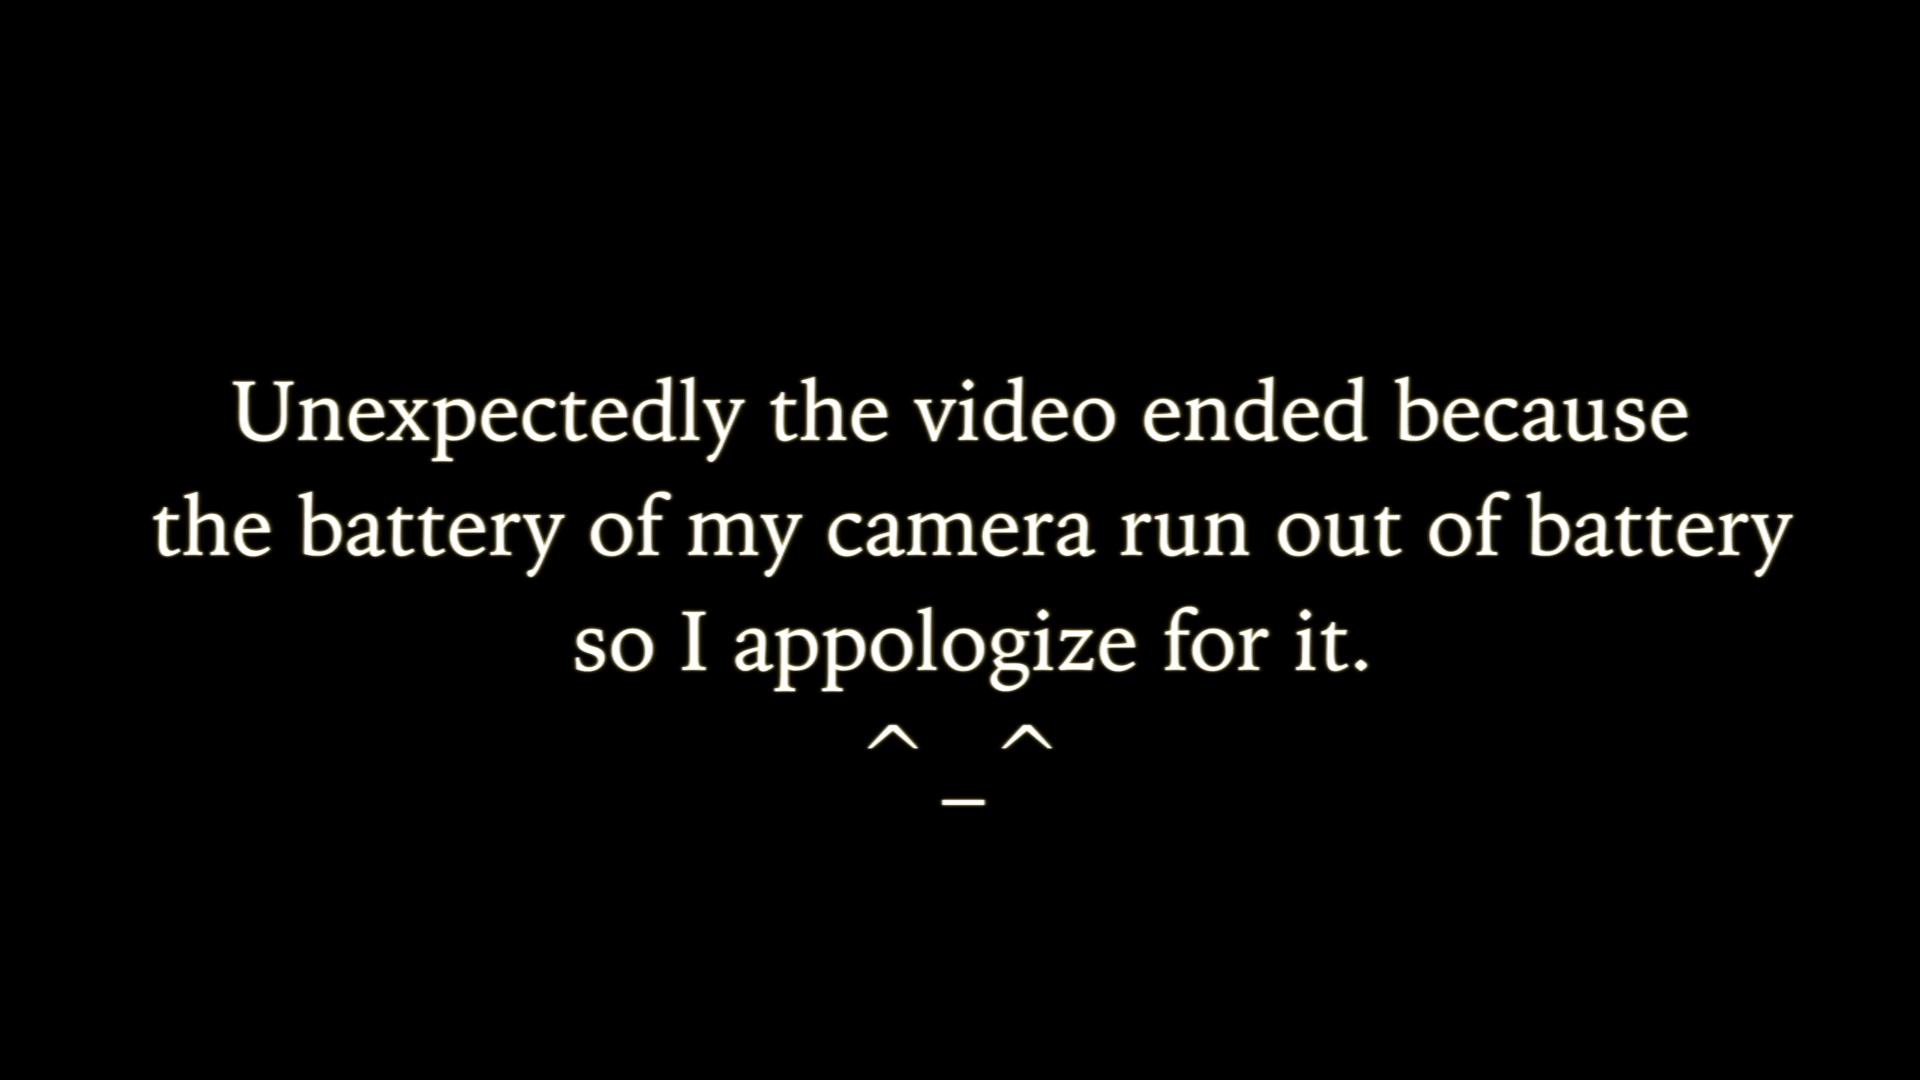 Unexpectedly the video ended because
the battery of my camera run out of battery
so I appologize for it.
^_^